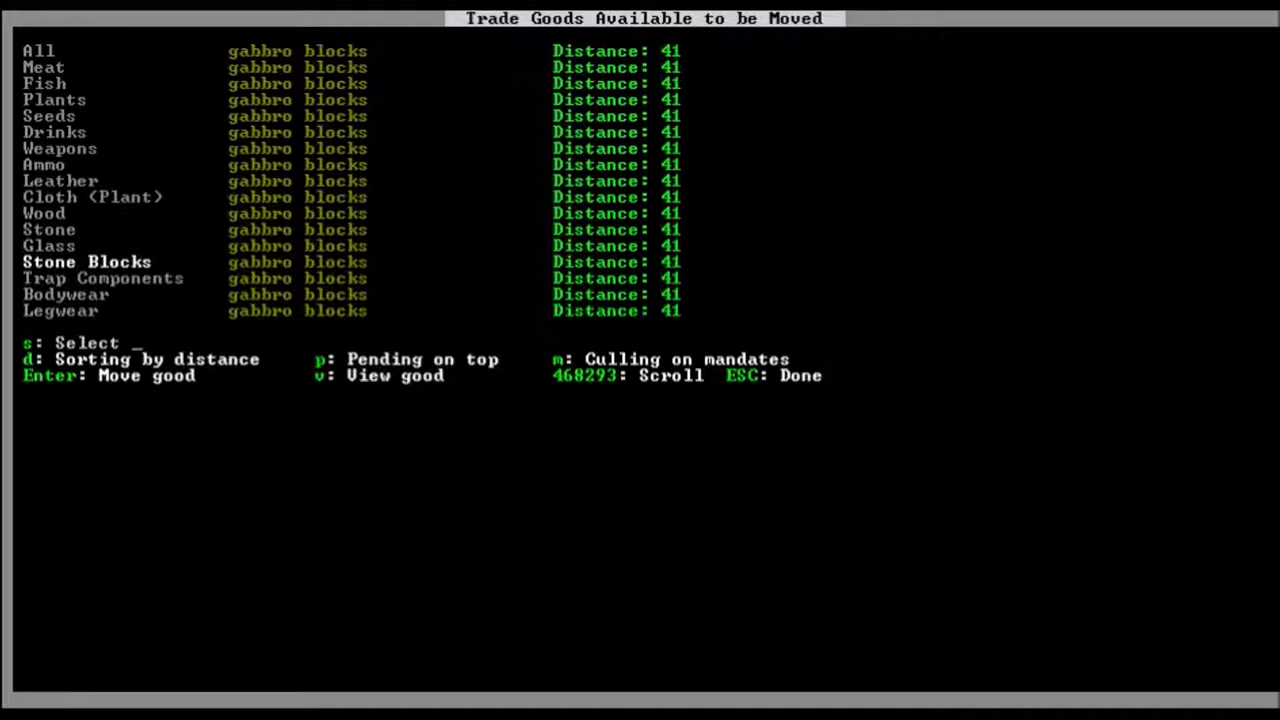 Trade Goods Available to be Moved
All gabbro blocks Distance: 41
Meat gabbro blocks Distance: 41
Fish gabbro blocks Distance: 41
Plants gabbro blocks Distance: 41
Seeds gabbro blocks Distance: 41
Drinks gabbro blocks Distance: 41
Weapons gabbro blocks Distance: 41
Ammo gabbro blocks Distance: 41
Leather gabbro blocks Distance: 41
Cloth (Plant) gabbro blocks Distance: 41
Wood gabbro blocks Distance: 41
Stone gabbro blocks Distance: 41
Glass gabbro blocks Distance: 41
Stone Blocks gabbro blocks Distance: 41
Trap Components gabbro blocks Distance: 41
Bodywear gabbro blocks Distance: 41
Legwear gabbro blocks Distance: 41
s: Select _
d: Sorting by distance p: Pending on top m: Culling on mandates
Enter: Move good v: View good 468293: Scroll ESC: Done